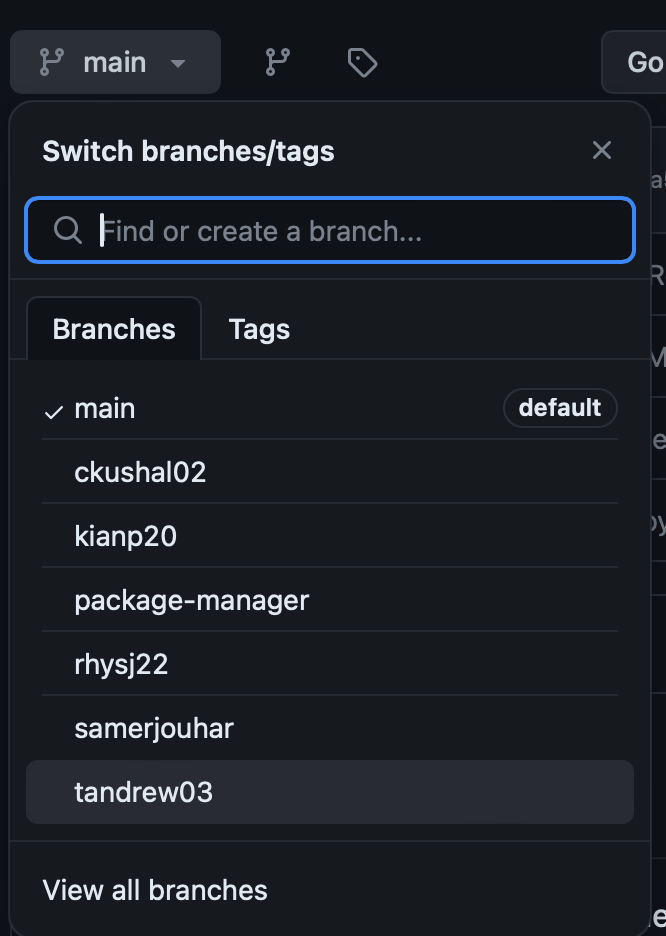 main
Go
Switch branches/tags
Find or create a branch...
Branches
Tags
main
default
ckushal02
kianp20
package-manager
rhysj22
samerjouhar
tandrew03
View all branches